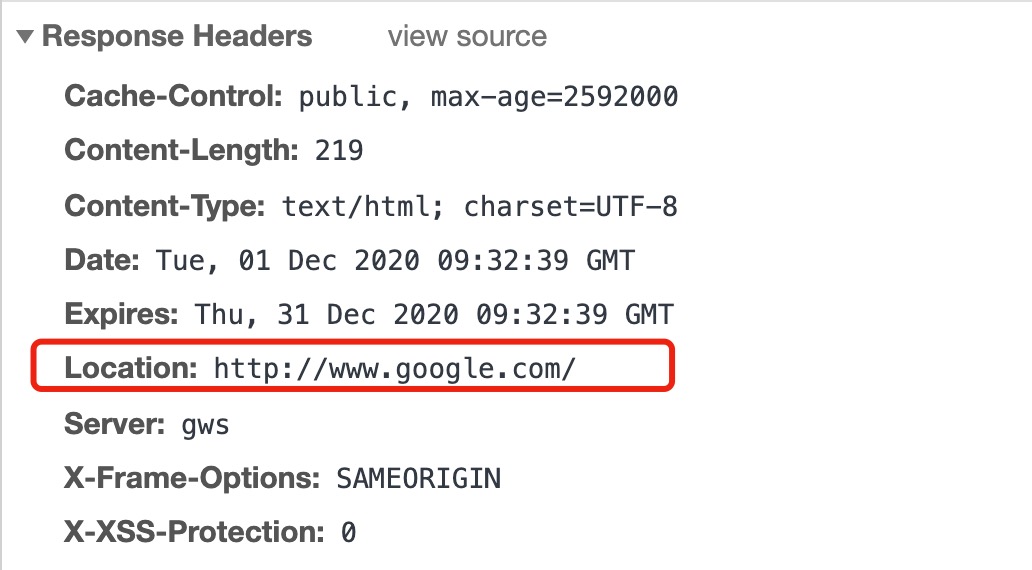 Response Headers view source
Cache-Control: public, max-age=2592000
Content-Length: 219
Content-Type: text/html; charset=UTF-8
Date: Tue, 01 Dec 2020 09:32:39 GMT
Expires: Thu, 31 Dec 2020 09:32:39 GMT
Location: http://www.google.com/
Server: gws
X-Frame-Options: SAMEORIGIN
X-XSS-Protection: 0